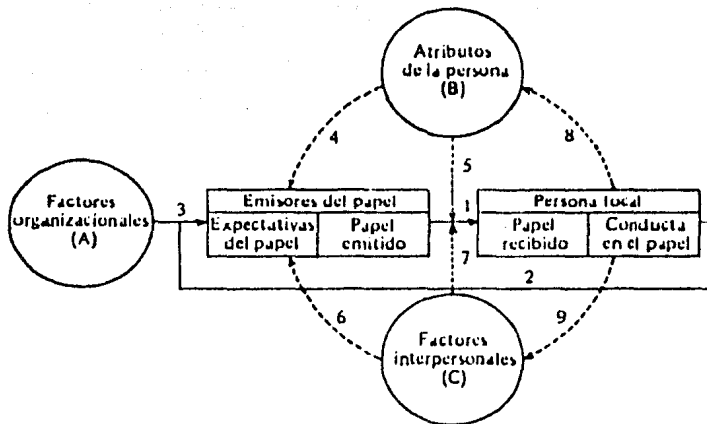 Atributos
de la persona
(B)
4
5
8
Factores
organizacionales
(A)
3
Emisores del papel
Expectativas
del papel
Papel
emitido
1
Persona focal
Papel
recibido
Conducta
en el papel
7
2
6
9
Factores
interpersonales
(C)